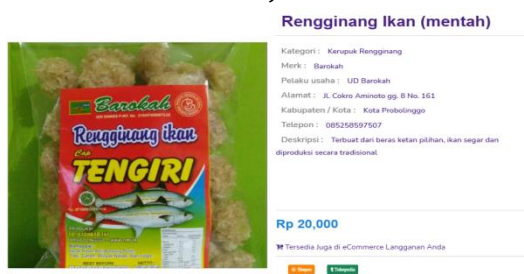 Rengginang Ikan (mentah)
Kategori : Kerupuk Rengginang
Merk : Barokah
Pelaku usaha : UD Barokah
Alamat : JL Cokro Aminoto gg. 8 No. 161
Kabupaten / Kota : Kota Probolinggo
Telepon : 085258597507
Deskripsi : Terbuat dari beras ketan pilihan, ikan segar dan
diproduksi secara tradisional
Rp 20,000
Tersedia Juga di eCommerce Langganan Anda
Shopee Tokopedia
Barokah
Rengginang ikan
Cap
TENGIRI
BEST BEFORE